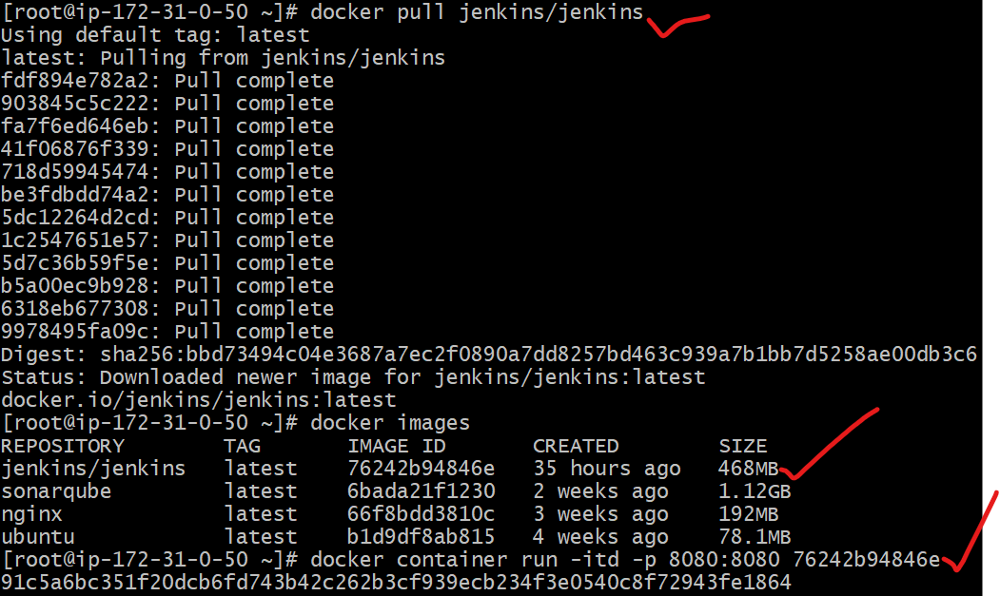 [root@ip-172-31-0-50 ~]# docker pull jenkins/jenkins
Using default tag: latest
latest: Pulling from jenkins/jenkins
fdf894e782a2: Pull complete
903845c5c222: Pull complete
fa7f6ed646eb: Pull complete
41f06876f339: Pull complete
718d59945474: Pull complete
be3fdbdd74a2: Pull complete
5dc12264d2cd: Pull complete
1c2547651e57: Pull complete
5d7c36b59f5e: Pull complete
b5a00ec9b928: Pull complete
6318eb677308: Pull complete
9978495fa09c: Pull complete
Digest: sha256:bbd73494c04e3687a7ec2f0890a7dd8257bd463c939a7b1bb7d5258ae00db3c6
Status: Downloaded newer image for jenkins/jenkins:latest
docker.io/jenkins/jenkins:latest
[root@ip-172-31-0-50 ~]# docker images
REPOSITORY TAG IMAGE ID CREATED SIZE
jenkins/jenkins latest 76242b94846e 35 hours ago 468MB
sonarqube latest 6bada21f1230 2 weeks ago 1.12GB
nginx latest 66f8bdd3810c 3 weeks ago 192MB
ubuntu latest b1d9df8ab815 4 weeks ago 78.1MB
[root@ip-172-31-0-50 ~]# docker container run -itd -p 8080:8080 76242b94846e
91c5a6bc351f20dcb6fd743b42c262b3cf939ecb234f3e0540c8f72943fe1864